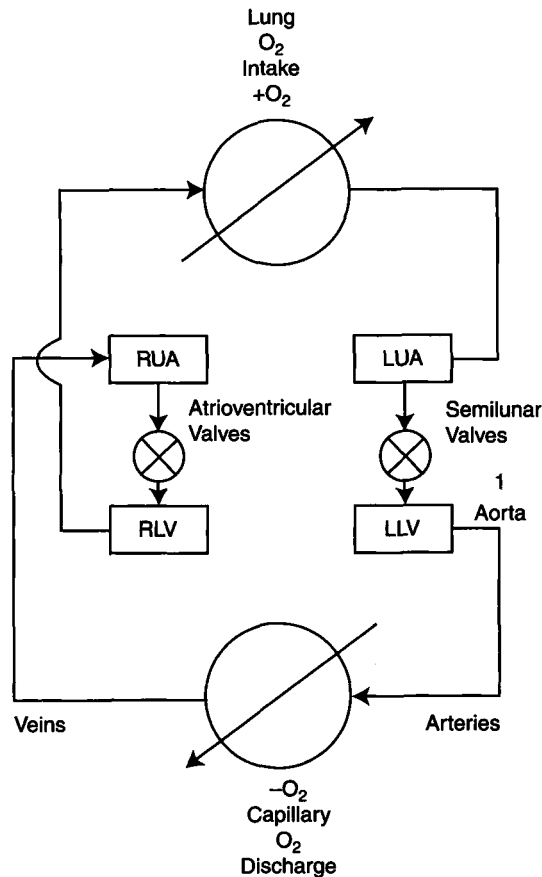 Lung
O₂
Intake
+O₂
RUA
LUA
Atrioventricular
Valves
Semilunar
Valves
1
Aorta
RLV
LLV
Veins
Arteries
–O₂
Capillary
O₂
Discharge